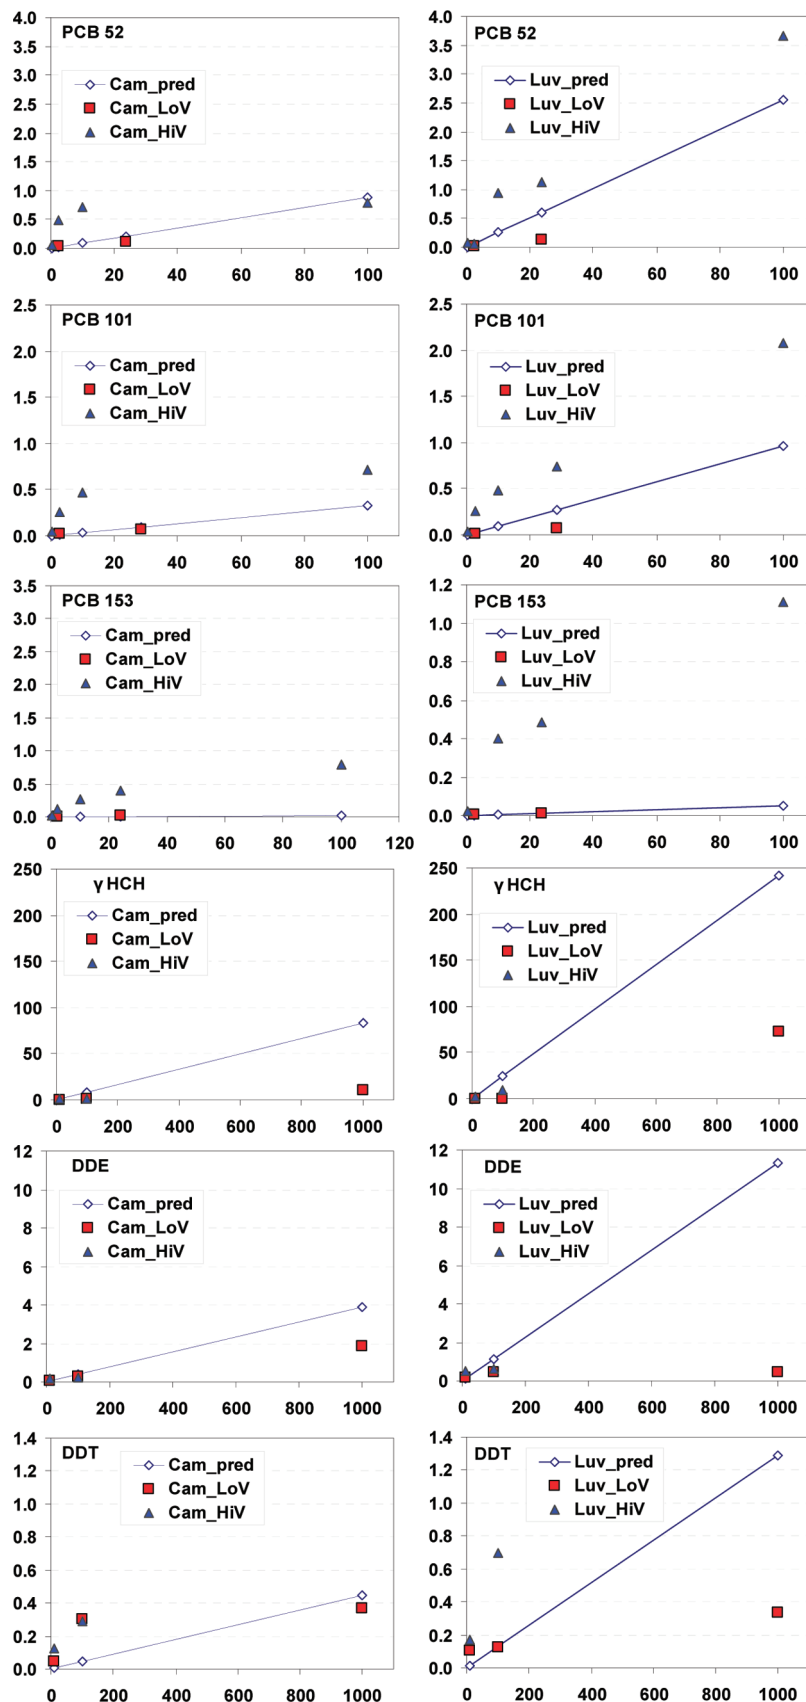 PCB 52
Cam_pred
Cam_LoV
Cam_HiV
4.0
3.5
3.0
2.5
2.0
1.5
1.0
0.5
0.0
0 20 40 60 80 100
PCB 52
Luv_pred
Luv_LoV
Luv_HiV
4.0
3.5
3.0
2.5
2.0
1.5
1.0
0.5
0.0
0 20 40 60 80 100
PCB 101
Cam_pred
Cam_LoV
Cam_HiV
2.5
2.0
1.5
1.0
0.5
0.0
0 20 40 60 80 100
PCB 101
Luv_pred
Luv_LoV
Luv_HiV
2.5
2.0
1.5
1.0
0.5
0.0
0 20 40 60 80 100
PCB 153
Cam_pred
Cam_LoV
Cam_HiV
3.5
3.0
2.5
2.0
1.5
1.0
0.5
0.0
0 20 40 60 80 100 120
PCB 153
Luv_pred
Luv_LoV
Luv_HiV
1.2
1.0
0.8
0.6
0.4
0.2
0.0
0 20 40 60 80 100
γ HCH
Cam_pred
Cam_LoV
Cam_HiV
250
200
150
100
50
0
0 200 400 600 800 1000
γ HCH
Luv_pred
Luv_LoV
Luv_HiV
250
200
150
100
50
0
0 200 400 600 800 1000
DDE
Cam_pred
Cam_LoV
Cam_HiV
12
10
8
6
4
2
0
0 200 400 600 800 1000
DDE
Luv_pred
Luv_LoV
Luv_HiV
12
10
8
6
4
2
0
0 200 400 600 800 1000
DDT
Cam_pred
Cam_LoV
Cam_HiV
1.4
1.2
1.0
0.8
0.6
0.4
0.2
0.0
0 200 400 600 800 1000
DDT
Luv_pred
Luv_LoV
Luv_HiV
1.4
1.2
1.0
0.8
0.6
0.4
0.2
0.0
0 200 400 600 800 1000